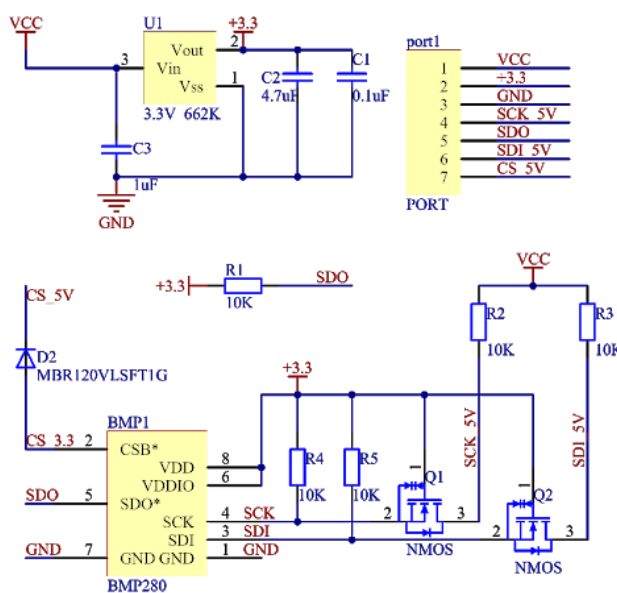 VCC
U1
+3.3
3
Vin
Vout
2
Vss
1
3.3V 662K
C2
4.7uF
C1
0.1uF
C3
1uF
GND
port1
1
VCC
2
+3.3
3
GND
4
SCK_5V
5
SDO
6
SDI_5V
7
CS_5V
PORT
CS_5V
D2
MBR120VLSFT1G
+3.3
R1
10K
SDO
VCC
R2
10K
R3
10K
SCK_5V
SDI_5V
+3.3
R4
10K
R5
10K
BMP1
CS_3.3
2
CSB*
VDD
8
VDDIO
6
SDO
5
SDO*
SCK
4
SCK
SDI
3
SDI
GND
7
GND GND
1
GND
BMP280
1
Q1
2
3
NMOS
1
Q2
2
3
NMOS